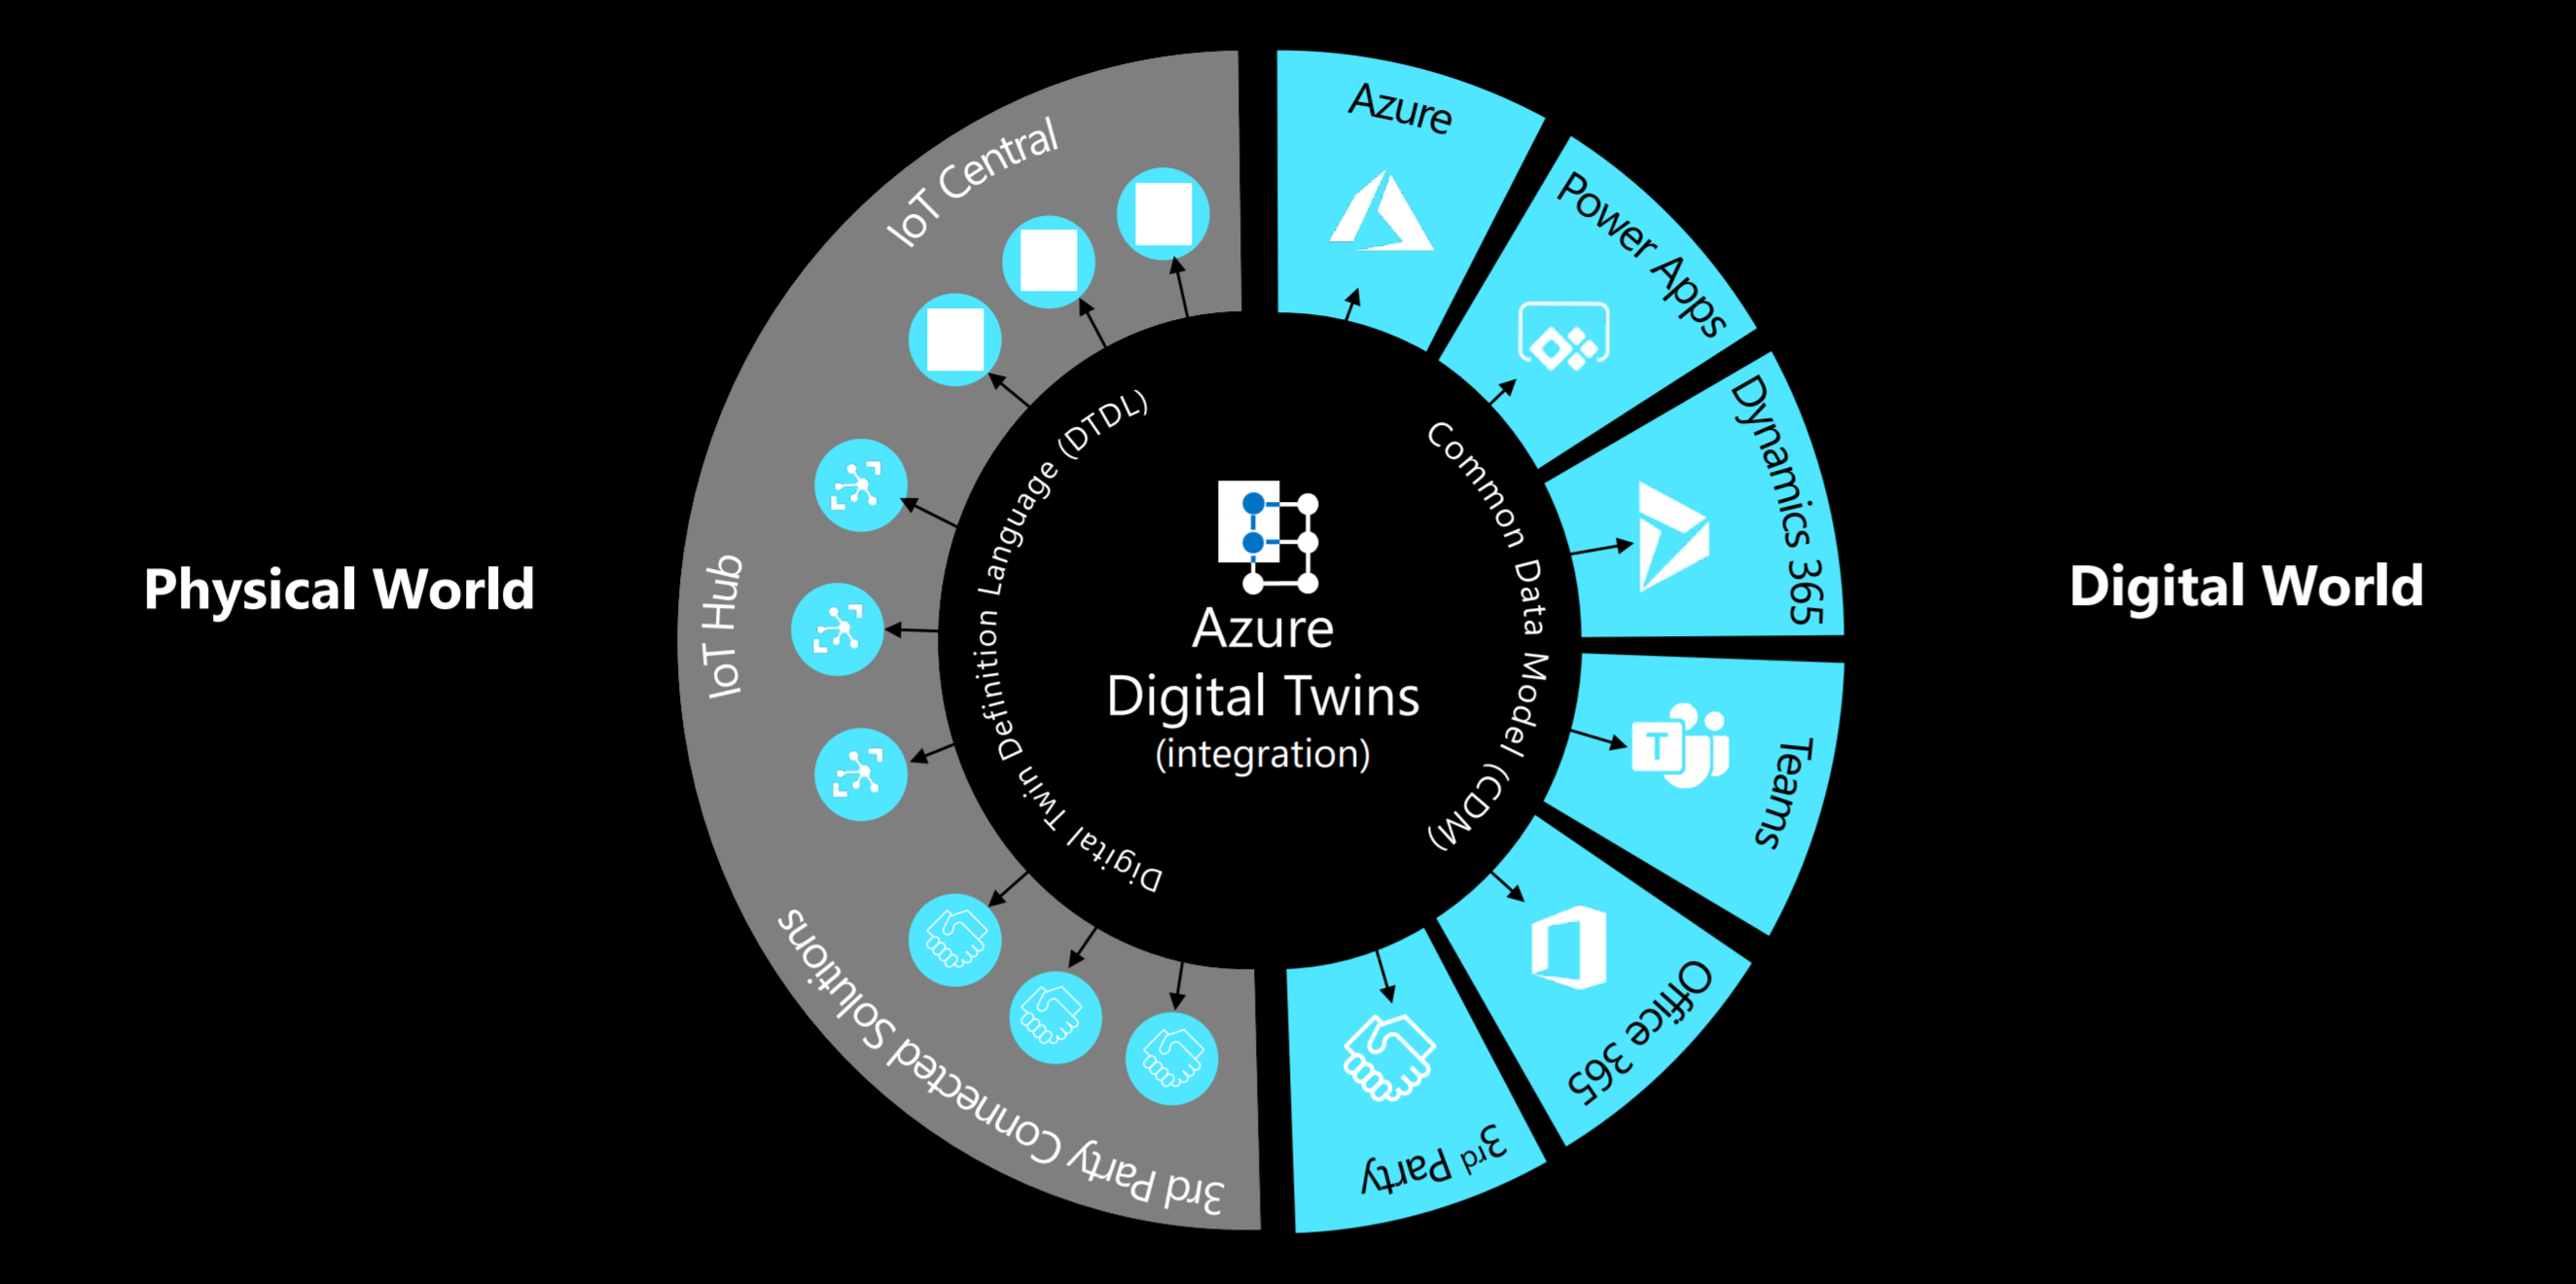 Physical World
IoT Central
IoT Hub
3rd Party Connected Solutions
Digital Twin Definition Language (DTDL)
Azure
Digital Twins
(integration)
Common Data Model (CDM)
Azure
Power Apps
Dynamics 365
T
Teams
Office 365
3rd Party
Digital World